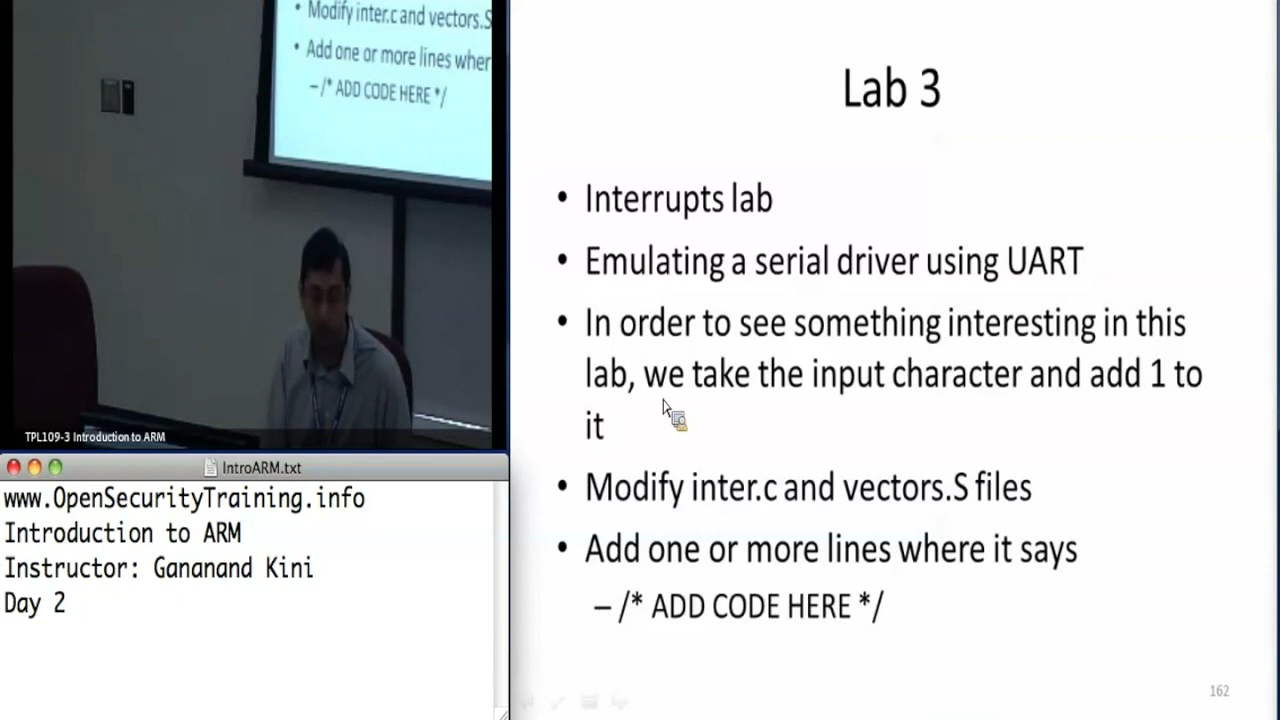 • Modify inter.c and vectors.S
• Add one or more lines wher
– /* ADD CODE HERE */
TPL109-3 Introduction to ARM
IntroARM.txt
www.OpenSecurityTraining.info
Introduction to ARM
Instructor: Gananand Kini
Day 2
Lab 3
• Interrupts lab
• Emulating a serial driver using UART
• In order to see something interesting in this
lab, we take the input character and add 1 to
it
• Modify inter.c and vectors.S files
• Add one or more lines where it says
– /* ADD CODE HERE */
162